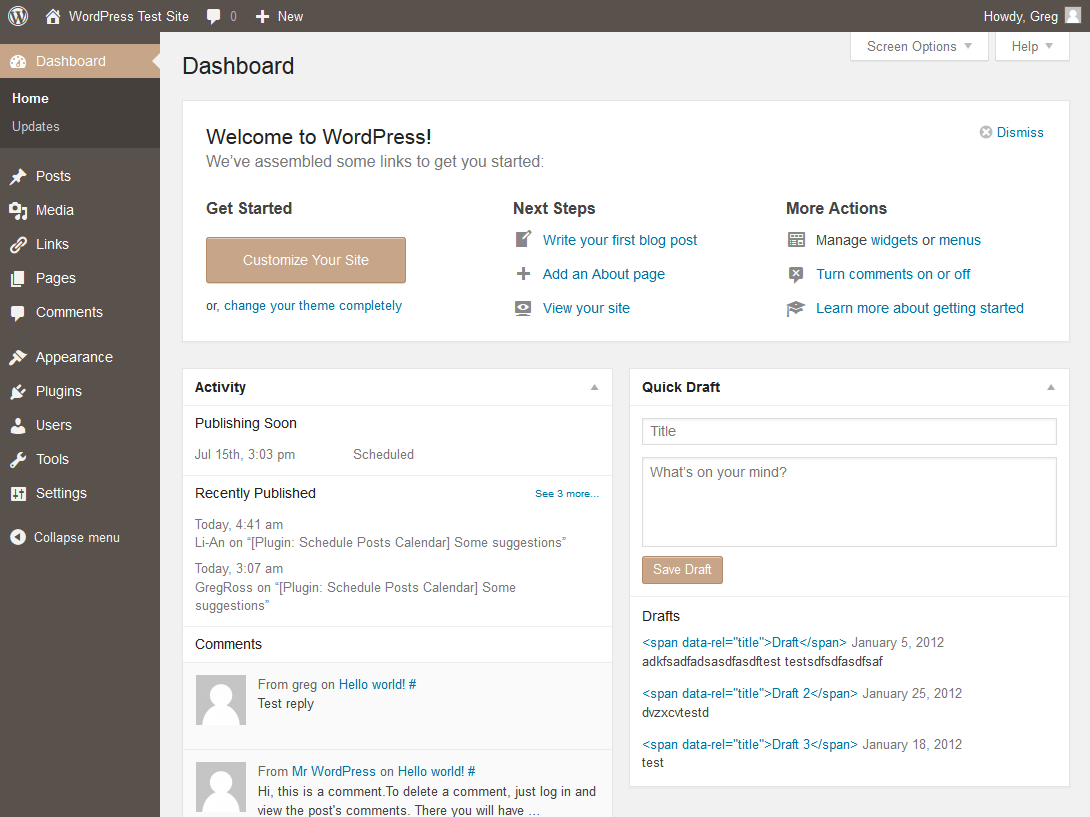 WordPress Test Site 0 New Howdy, Greg
Dashboard
Home
Updates
Posts
Media
Links
Pages
Comments
Appearance
Plugins
Users
Tools
Settings
Collapse menu
Screen Options Help
Dashboard
Welcome to WordPress!
We've assembled some links to get you started:
Dismiss
Get Started
Customize Your Site
or, change your theme completely
Next Steps
Write your first blog post
Add an About page
View your site
More Actions
Manage widgets or menus
Turn comments on or off
Learn more about getting started
Activity
Publishing Soon
Jul 15th, 3:03 pm Scheduled
Recently Published See 3 more...
Today, 4:41 am
Li-An on “[Plugin: Schedule Posts Calendar] Some suggestions”
Today, 3:07 am
GregRoss on “[Plugin: Schedule Posts Calendar] Some
suggestions”
Comments
From greg on Hello world! #
Test reply
From Mr WordPress on Hello world! #
Hi, this is a comment.To delete a comment, just log in and
view the post's comments. There you will have …
Quick Draft
Title
What's on your mind?
Save Draft
Drafts
<span data-rel="title">Draft</span> January 5, 2012
adkfsadfadsasdfasdftest testsdfsdfasdfsaf
<span data-rel="title">Draft 2</span> January 25, 2012
dvzxcvtestd
<span data-rel="title">Draft 3</span> January 18, 2012
test